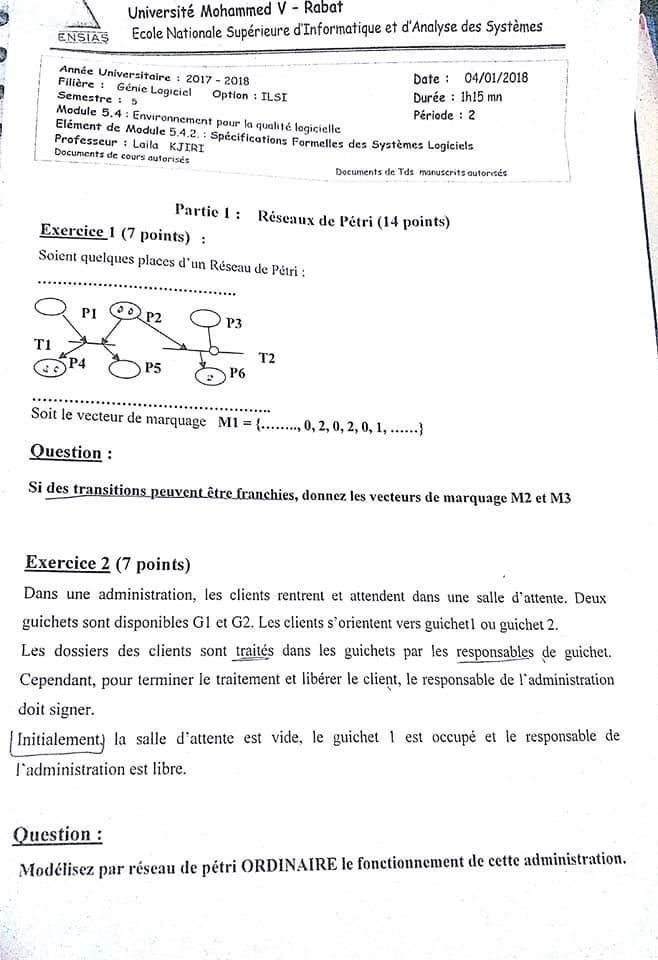 Université Mohammed V - Rabat
ENSIAS
Ecole Nationale Supérieure d'Informatique et d'Analyse des Systèmes
Année Universitaire : 2017 - 2018
Date : 04/01/2018
Filière : Génie Logiciel Option : ILSI
Durée : 1h15 mn
Semestre : 5
Période : 2
Module 5.4 : Environnement pour la qualité logicielle
Elément de Module 5.4.2. : Spécifications Formelles des Systèmes Logiciels
Professeur : Laila KJIRI
Documents de cours autorisés
Documents de Tds manuscrits autorisés
Partie 1 : Réseaux de Pétri (14 points)
Exercice 1 (7 points) :
Soient quelques places d'un Réseau de Pétri :
P1 P2 P3
T1
T2
P4 P5 P6
Soit le vecteur de marquage M1 = {........, 0, 2, 0, 2, 0, 1, ......}
Question :
Si des transitions peuvent être franchies, donnez les vecteurs de marquage M2 et M3
Exercice 2 (7 points)
Dans une administration, les clients rentrent et attendent dans une salle d'attente. Deux
guichets sont disponibles G1 et G2. Les clients s'orientent vers guichet1 ou guichet 2.
Les dossiers des clients sont traités dans les guichets par les responsables de guichet.
Cependant, pour terminer le traitement et libérer le client, le responsable de l'administration
doit signer.
Initialement, la salle d'attente est vide, le guichet 1 est occupé et le responsable de
l'administration est libre.
Question :
Modélisez par réseau de pétri ORDINAIRE le fonctionnement de cette administration.